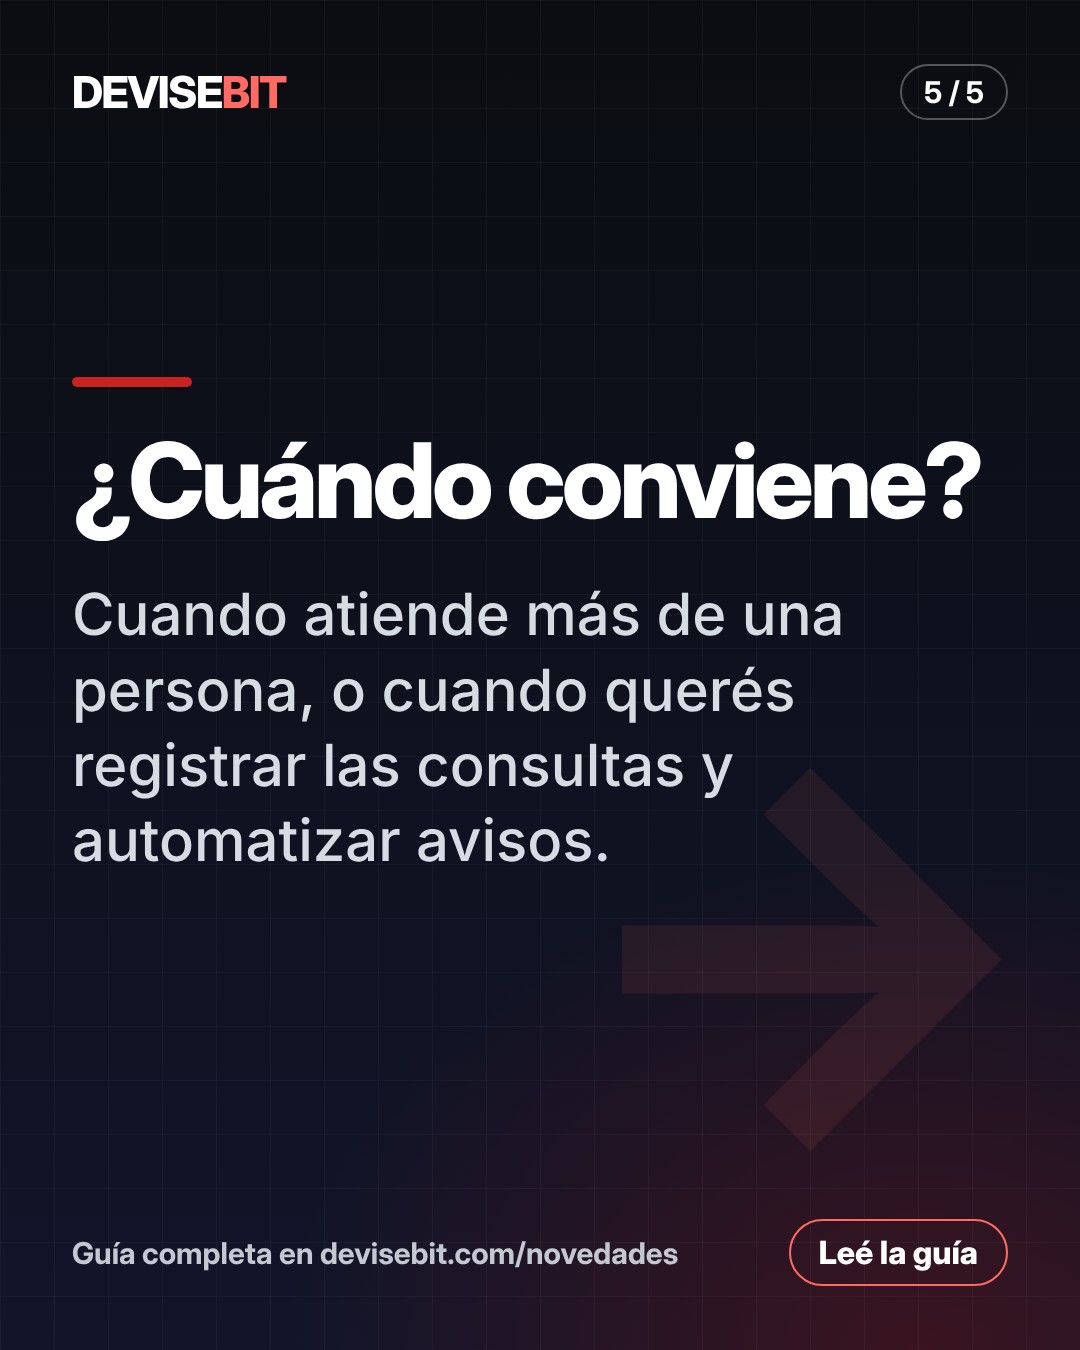 DEVISEBIT
5 / 5
¿Cuándo conviene?
Cuando atiende más de una
persona, o cuando querés
registrar las consultas y
automatizar avisos.
Guía completa en devisebit.com/novedades
Leé la guía